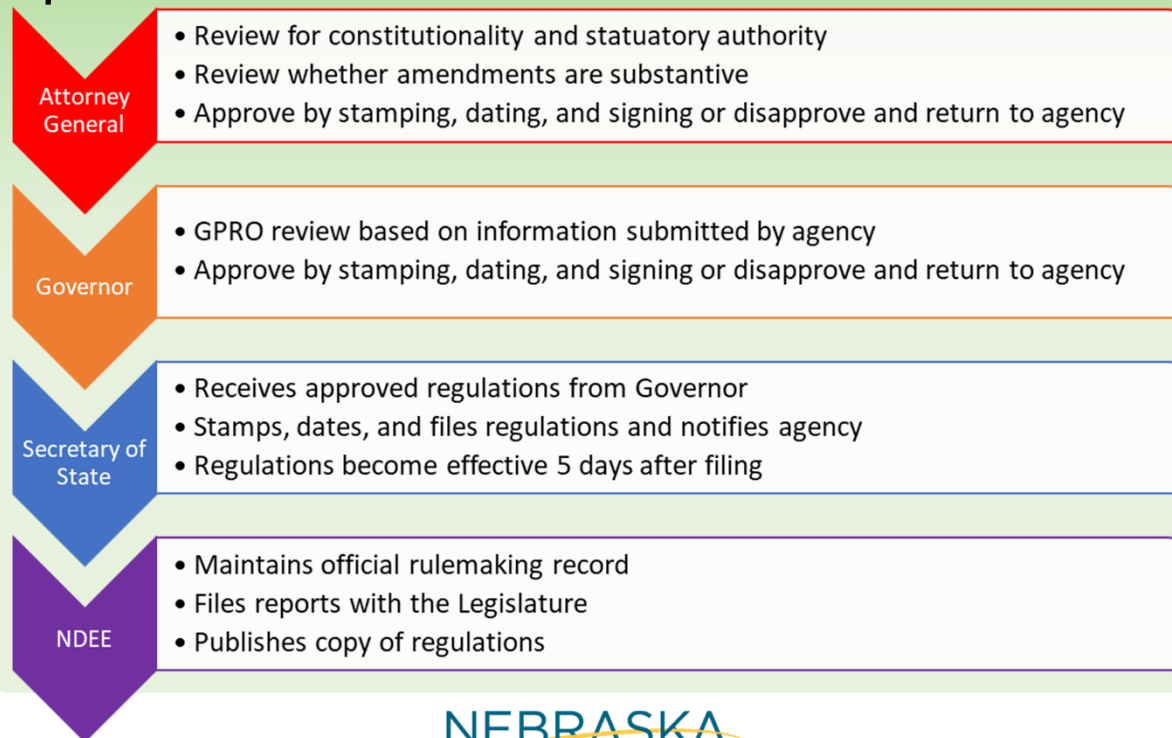 Attorney
General
• Review for constitutionality and statuatory authority
• Review whether amendments are substantive
• Approve by stamping, dating, and signing or disapprove and return to agency
Governor
• GPRO review based on information submitted by agency
• Approve by stamping, dating, and signing or disapprove and return to agency
Secretary of
State
• Receives approved regulations from Governor
• Stamps, dates, and files regulations and notifies agency
• Regulations become effective 5 days after filing
NDEE
• Maintains official rulemaking record
• Files reports with the Legislature
• Publishes copy of regulations
NEBRASKA